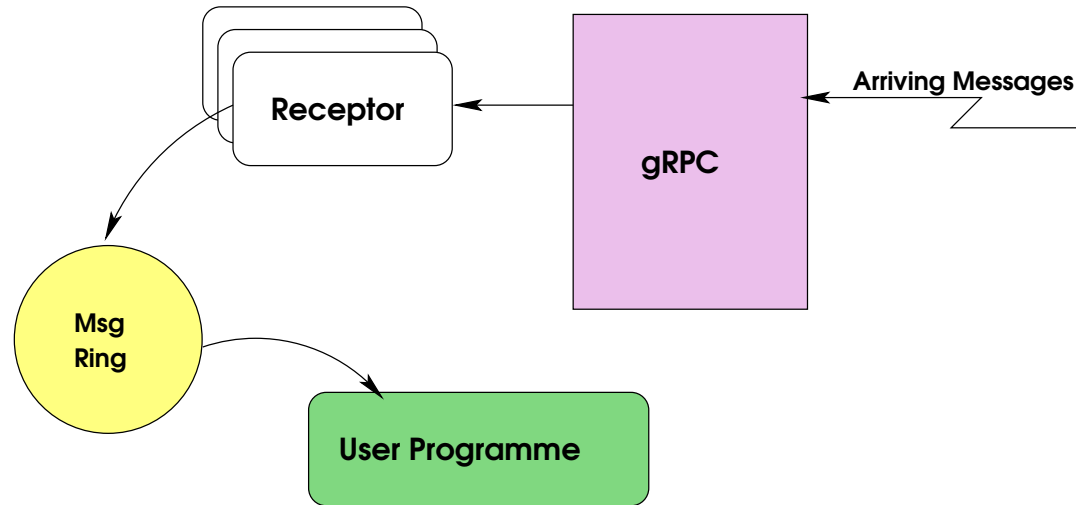 Arriving Messages
Receptor
gRPC
Msg
Ring
User Programme